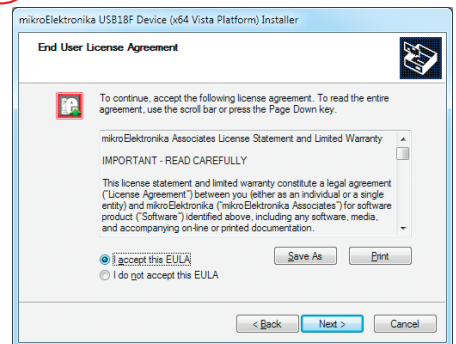 mikroElektronika USB18F Device (x64 Vista Platform) Installer
End User License Agreement
To continue, accept the following license agreement. To read the entire
agreement, use the scroll bar or press the Page Down key.
mikroElektronika Associates License Statement and Limited Warranty
IMPORTANT - READ CAREFULLY
This license statement and limited warranty constitute a legal agreement
("License Agreement") between you (either as an individual or a single
entity) and mikroElektronika ("mikroElektronika Associates") for software
product ("Software") identified above, including any software, media,
and accompanying on-line or printed documentation.
I accept this EULA
I do not accept this EULA
Save As
Print
< Back
Next >
Cancel